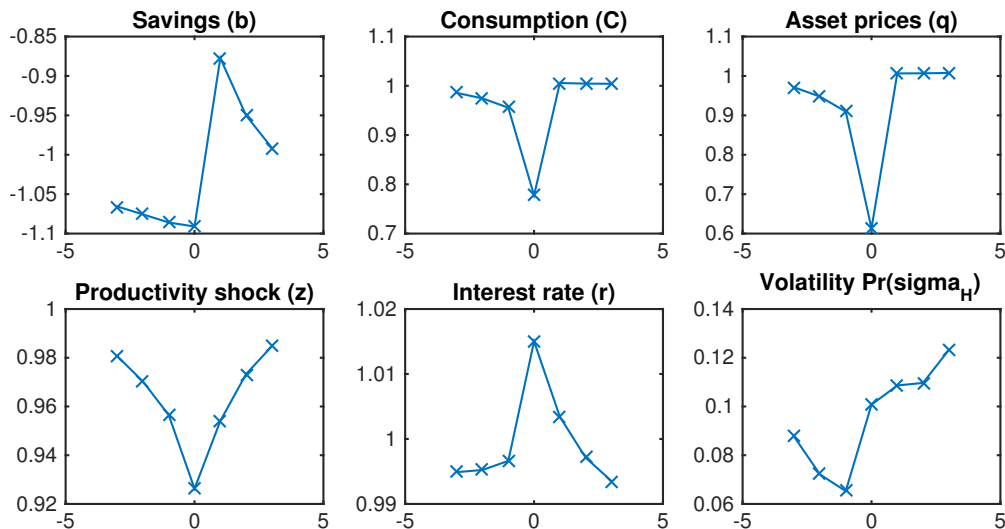 Savings (b)
-0.85
-0.9
-0.95
-1
-1.05
-1.1
-5 0 5
Consumption (C)
1.1
1
0.9
0.8
0.7
-5 0 5
Asset prices (q)
1.1
1
0.9
0.8
0.7
0.6
-5 0 5
Productivity shock (z)
1
0.98
0.96
0.94
0.92
-5 0 5
Interest rate (r)
1.02
1.01
1
0.99
-5 0 5
Volatility Pr(sigma_H)
0.14
0.12
0.1
0.08
0.06
-5 0 5